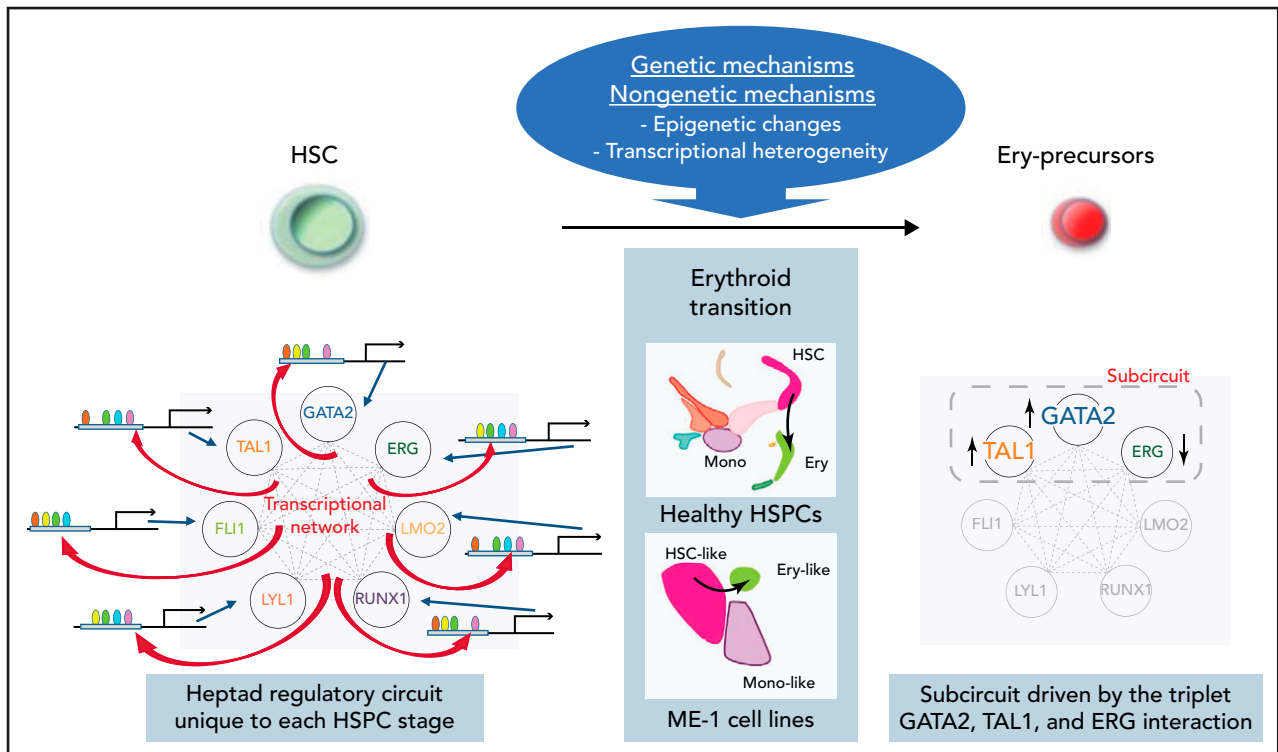 Genetic mechanisms
Nongenetic mechanisms
- Epigenetic changes
- Transcriptional heterogeneity
HSC
Ery-precursors
Erythroid
transition
HSC
Mono
Ery
Healthy HSPCs
HSC-like
Ery-like
Mono-like
ME-1 cell lines
GATA2
TAL1
ERG
Transcriptional
network
FLI1
LMO2
LYL1
RUNX1
Heptad regulatory circuit
unique to each HSPC stage
Subcircuit
GATA2
TAL1
ERG
FLI1
LMO2
LYL1
RUNX1
Subcircuit driven by the triplet
GATA2, TAL1, and ERG interaction